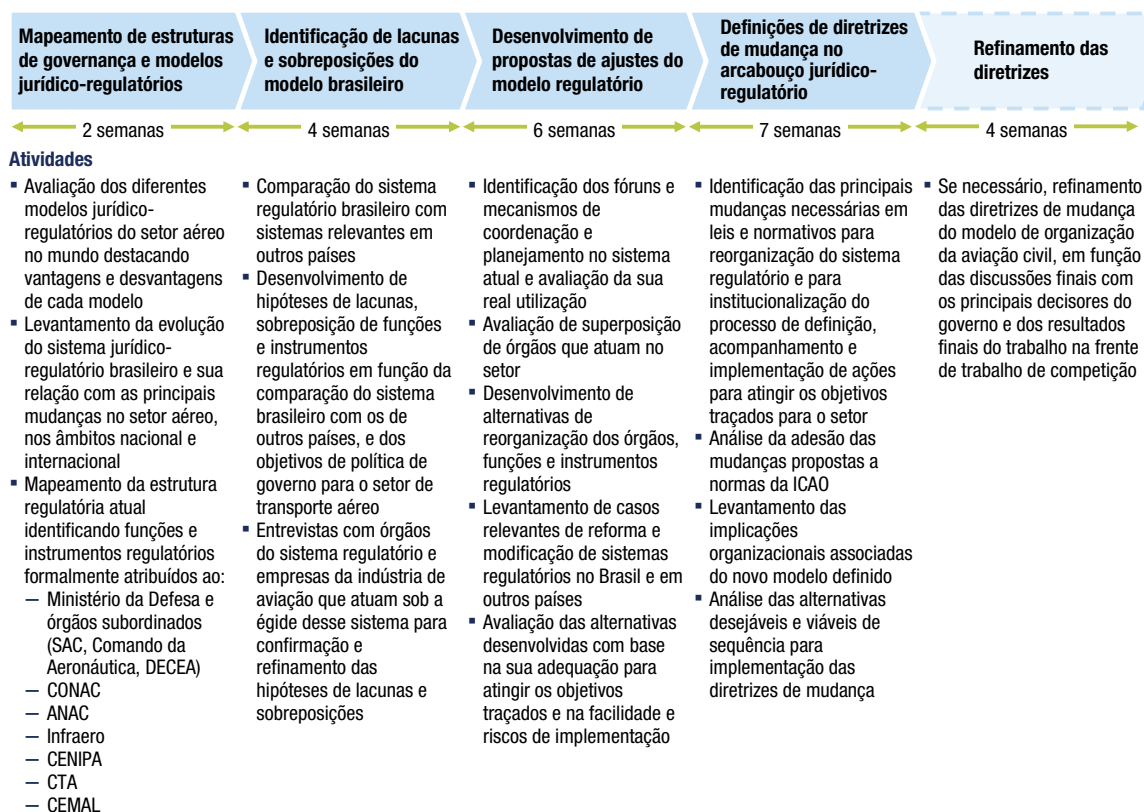 Mapeamento de estruturas
de governança e modelos
jurídico-regulatórios
Identificação de lacunas
e sobreposições do
modelo brasileiro
Desenvolvimento de
propostas de ajustes do
modelo regulatório
Definições de diretrizes
de mudança no
arcabouço jurídico-
regulatório
Refinamento das
diretrizes
2 semanas
4 semanas
6 semanas
7 semanas
4 semanas
Atividades
▪ Avaliação dos diferentes
modelos jurídico-
regulatórios do setor aéreo
no mundo destacando
vantagens e desvantagens
de cada modelo
▪ Levantamento da evolução
do sistema jurídico-
regulatório brasileiro e sua
relação com as principais
mudanças no setor aéreo,
nos âmbitos nacional e
internacional
▪ Mapeamento da estrutura
regulatória atual
identificando funções e
instrumentos regulatórios
formalmente atribuídos ao:
— Ministério da Defesa e
órgãos subordinados
(SAC, Comando da
Aeronáutica, DECEA)
— CONAC
— ANAC
— Infraero
— CENIPA
— CTA
— CEMAL
▪ Comparação do sistema
regulatório brasileiro com
sistemas relevantes em
outros países
▪ Desenvolvimento de
hipóteses de lacunas,
sobreposição de funções
e instrumentos
regulatórios em função da
comparação do sistema
brasileiro com os de
outros países, e dos
objetivos de política de
governo para o setor de
transporte aéreo
▪ Entrevistas com órgãos
do sistema regulatório e
empresas da indústria de
aviação que atuam sob a
égide desse sistema para
confirmação e
refinamento das
hipóteses de lacunas e
sobreposições
▪ Identificação dos fóruns e
mecanismos de
coordenação e
planejamento no sistema
atual e avaliação da sua
real utilização
▪ Avaliação de superposição
de órgãos que atuam no
setor
▪ Desenvolvimento de
alternativas de
reorganização dos órgãos,
funções e instrumentos
regulatórios
▪ Levantamento de casos
relevantes de reforma e
modificação de sistemas
regulatórios no Brasil e em
outros países
▪ Avaliação das alternativas
desenvolvidas com base
na sua adequação para
atingir os objetivos
traçados e na facilidade e
riscos de implementação
▪ Identificação das principais
mudanças necessárias em
leis e normativos para
reorganização do sistema
regulatório e para
institucionalização do
processo de definição,
acompanhamento e
implementação de ações
para atingir os objetivos
traçados para o setor
▪ Análise da adesão das
mudanças propostas a
normas da ICAO
▪ Levantamento das
implicações
organizacionais associadas
do novo modelo definido
▪ Análise das alternativas
desejáveis e viáveis de
sequência para
implementação das
diretrizes de mudança
▪ Se necessário, refinamento
das diretrizes de mudança
do modelo de organização
da aviação civil, em função
das discussões finais com
os principais decisores do
governo e dos resultados
finais do trabalho na frente
de trabalho de competição